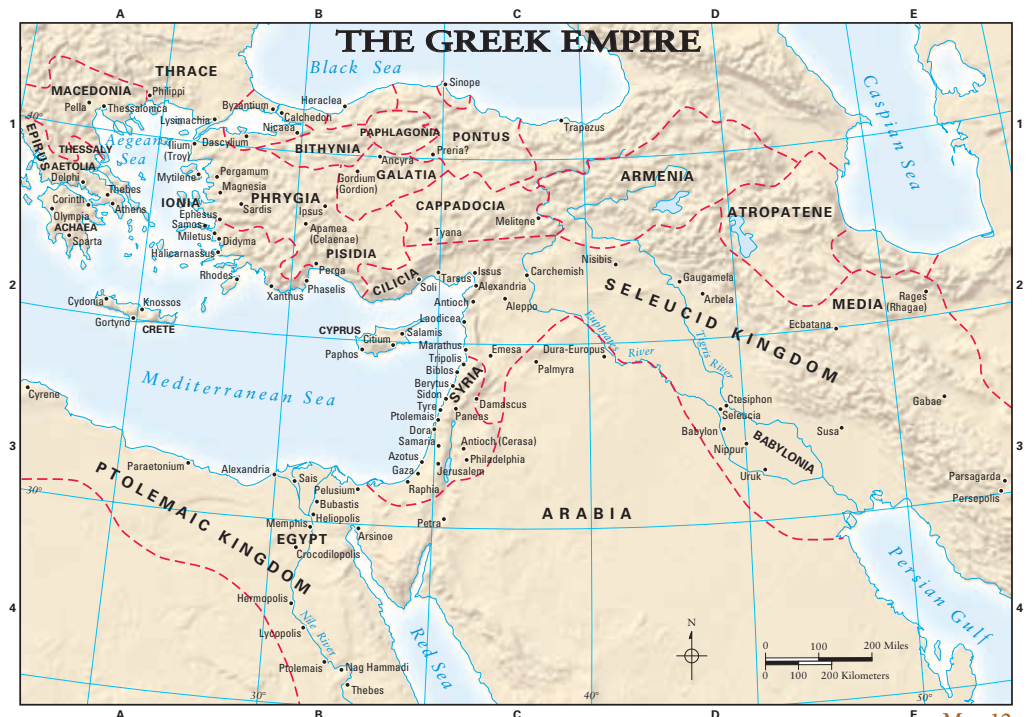 A B C D E
THE GREEK EMPIRE
Black Sea
Caspian Sea
THRACE
MACEDONIA
Philippi
Pella
Thessalonica
Lysimachia
Byzantium
Heraclea
Calchedon
Nicaea
Sinope
Trapezus
PAPHLAGONIA
PONTUS
1
1
40°
EPIRUS
THESSALY
Aegean
Sea
Ilium
(Troy)
Dascylium
BITHYNIA
Ancyra
Preria?
AETOLIA
Delphi
Mytilene
Pergamum
Magnesia
Gordium
(Gordion)
GALATIA
ARMENIA
Thebes
Corinth
Athens
IONIA
Sardis
PHRYGIA
Ipsus
CAPPADOCIA
Melitene
ATROPATENE
Olympia
ACHAEA
Sparta
Ephesus
Samos
Miletus
Didyma
Halicarnassus
Apamea
(Celaenae)
Tyana
PISIDIA
Perga
Rhodes
Xanthus
Phaselis
CILICIA
Soli
Tarsus
Issus
Alexandria
Carchemish
Nisibis
Gaugamela
Arbela
2
2
Cydonia
Knossos
Gortyno
CRETE
Antioch
Aleppo
SELEUCID KINGDOM
MEDIA
Rages
(Rhagae)
Ecbatana
CYPRUS
Salamis
Citium
Paphos
Laodicea
Marathus
Tripolis
Biblos
Berytus
Sidon
Tyre
Ptolemais
Dora
Samaria
Azotus
Gaza
Raphia
Emesa
Dura-Europus
Palmyra
Euphrates
River
Tigris River
SYRIA
Damascus
Paneas
Antioch (Cerasa)
Philadelphia
Jerusalem
Ctesiphon
Seleucia
Babylon
Nippur
BABYLONIA
Uruk
Susa
Gabae
Parsagarda
Persepolis
Mediterranean Sea
Cyrene
3
3
Paraetonium
Alexandria
Sais
Pelusium
Bubastis
Heliopolis
Memphis
EGYPT
Arsinoe
Crocodilopolis
Petra
ARABIA
30°
PTOLEMAIC KINGDOM
Hermopolis
Lycopolis
Nile River
Ptolemais
Nag Hammadi
Thebes
Red Sea
Persian Gulf
4
4
N
0 100 200 Miles
0 100 200 Kilometers
30°
40°
50°
A B C D E